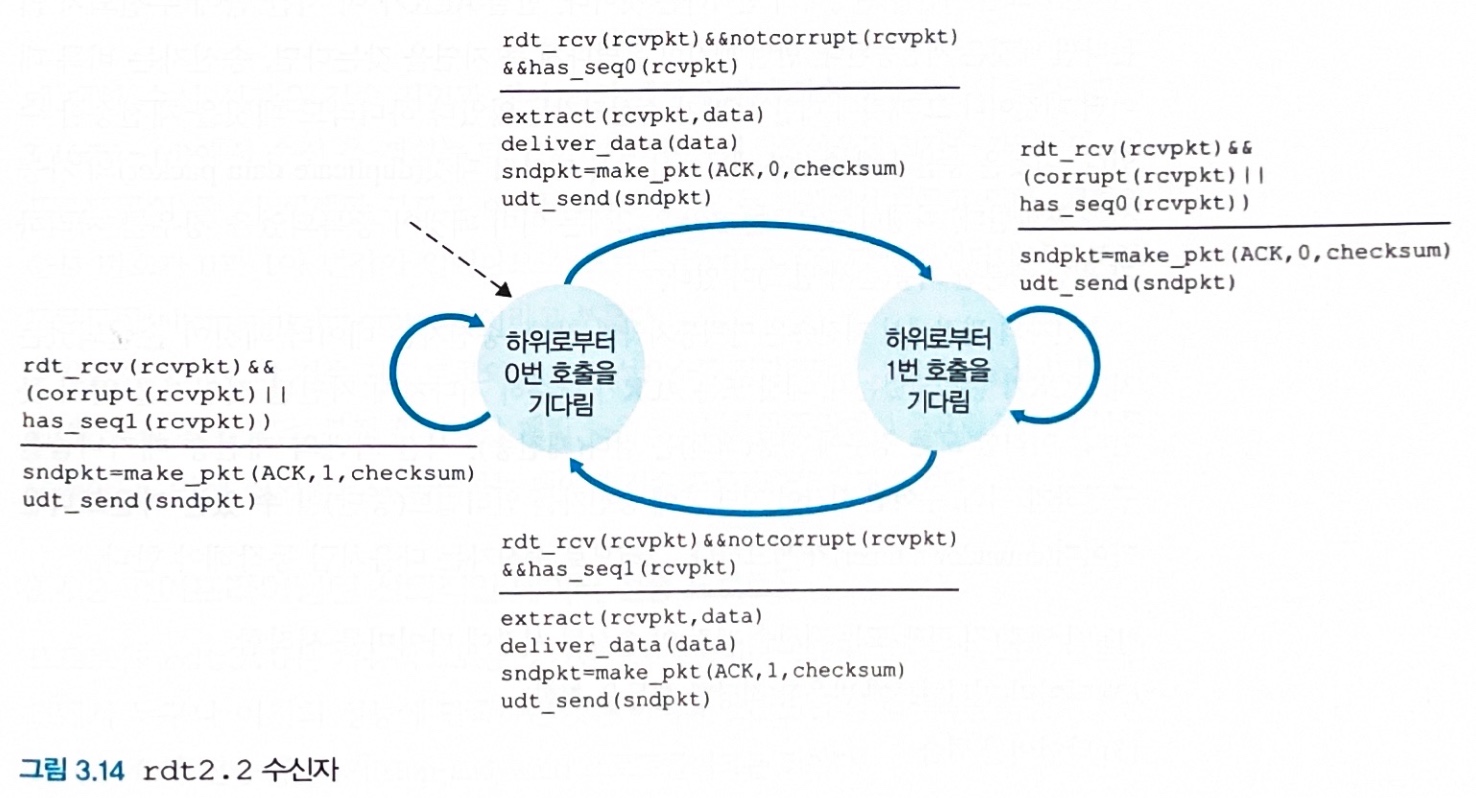 rdt_rcv(rcvpkt)&&notcorrupt(rcvpkt)
&&has_seq0(rcvpkt)
extract(rcvpkt,data)
deliver_data(data)
sndpkt=make_pkt(ACK,0,checksum)
udt_send(sndpkt)
rdt_rcv(rcvpkt)&&
(corrupt(rcvpkt)||
has_seq0(rcvpkt))
sndpkt=make_pkt(ACK,0,checksum)
udt_send(sndpkt)
하위로부터
0번 호출을
기다림
하위로부터
1번 호출을
기다림
rdt_rcv(rcvpkt)&&
(corrupt(rcvpkt)||
has_seq1(rcvpkt))
sndpkt=make_pkt(ACK,1,checksum)
udt_send(sndpkt)
rdt_rcv(rcvpkt)&&notcorrupt(rcvpkt)
&&has_seq1(rcvpkt)
extract(rcvpkt,data)
deliver_data(data)
sndpkt=make_pkt(ACK,1,checksum)
udt_send(sndpkt)
그림 3.14 rdt2.2 수신자